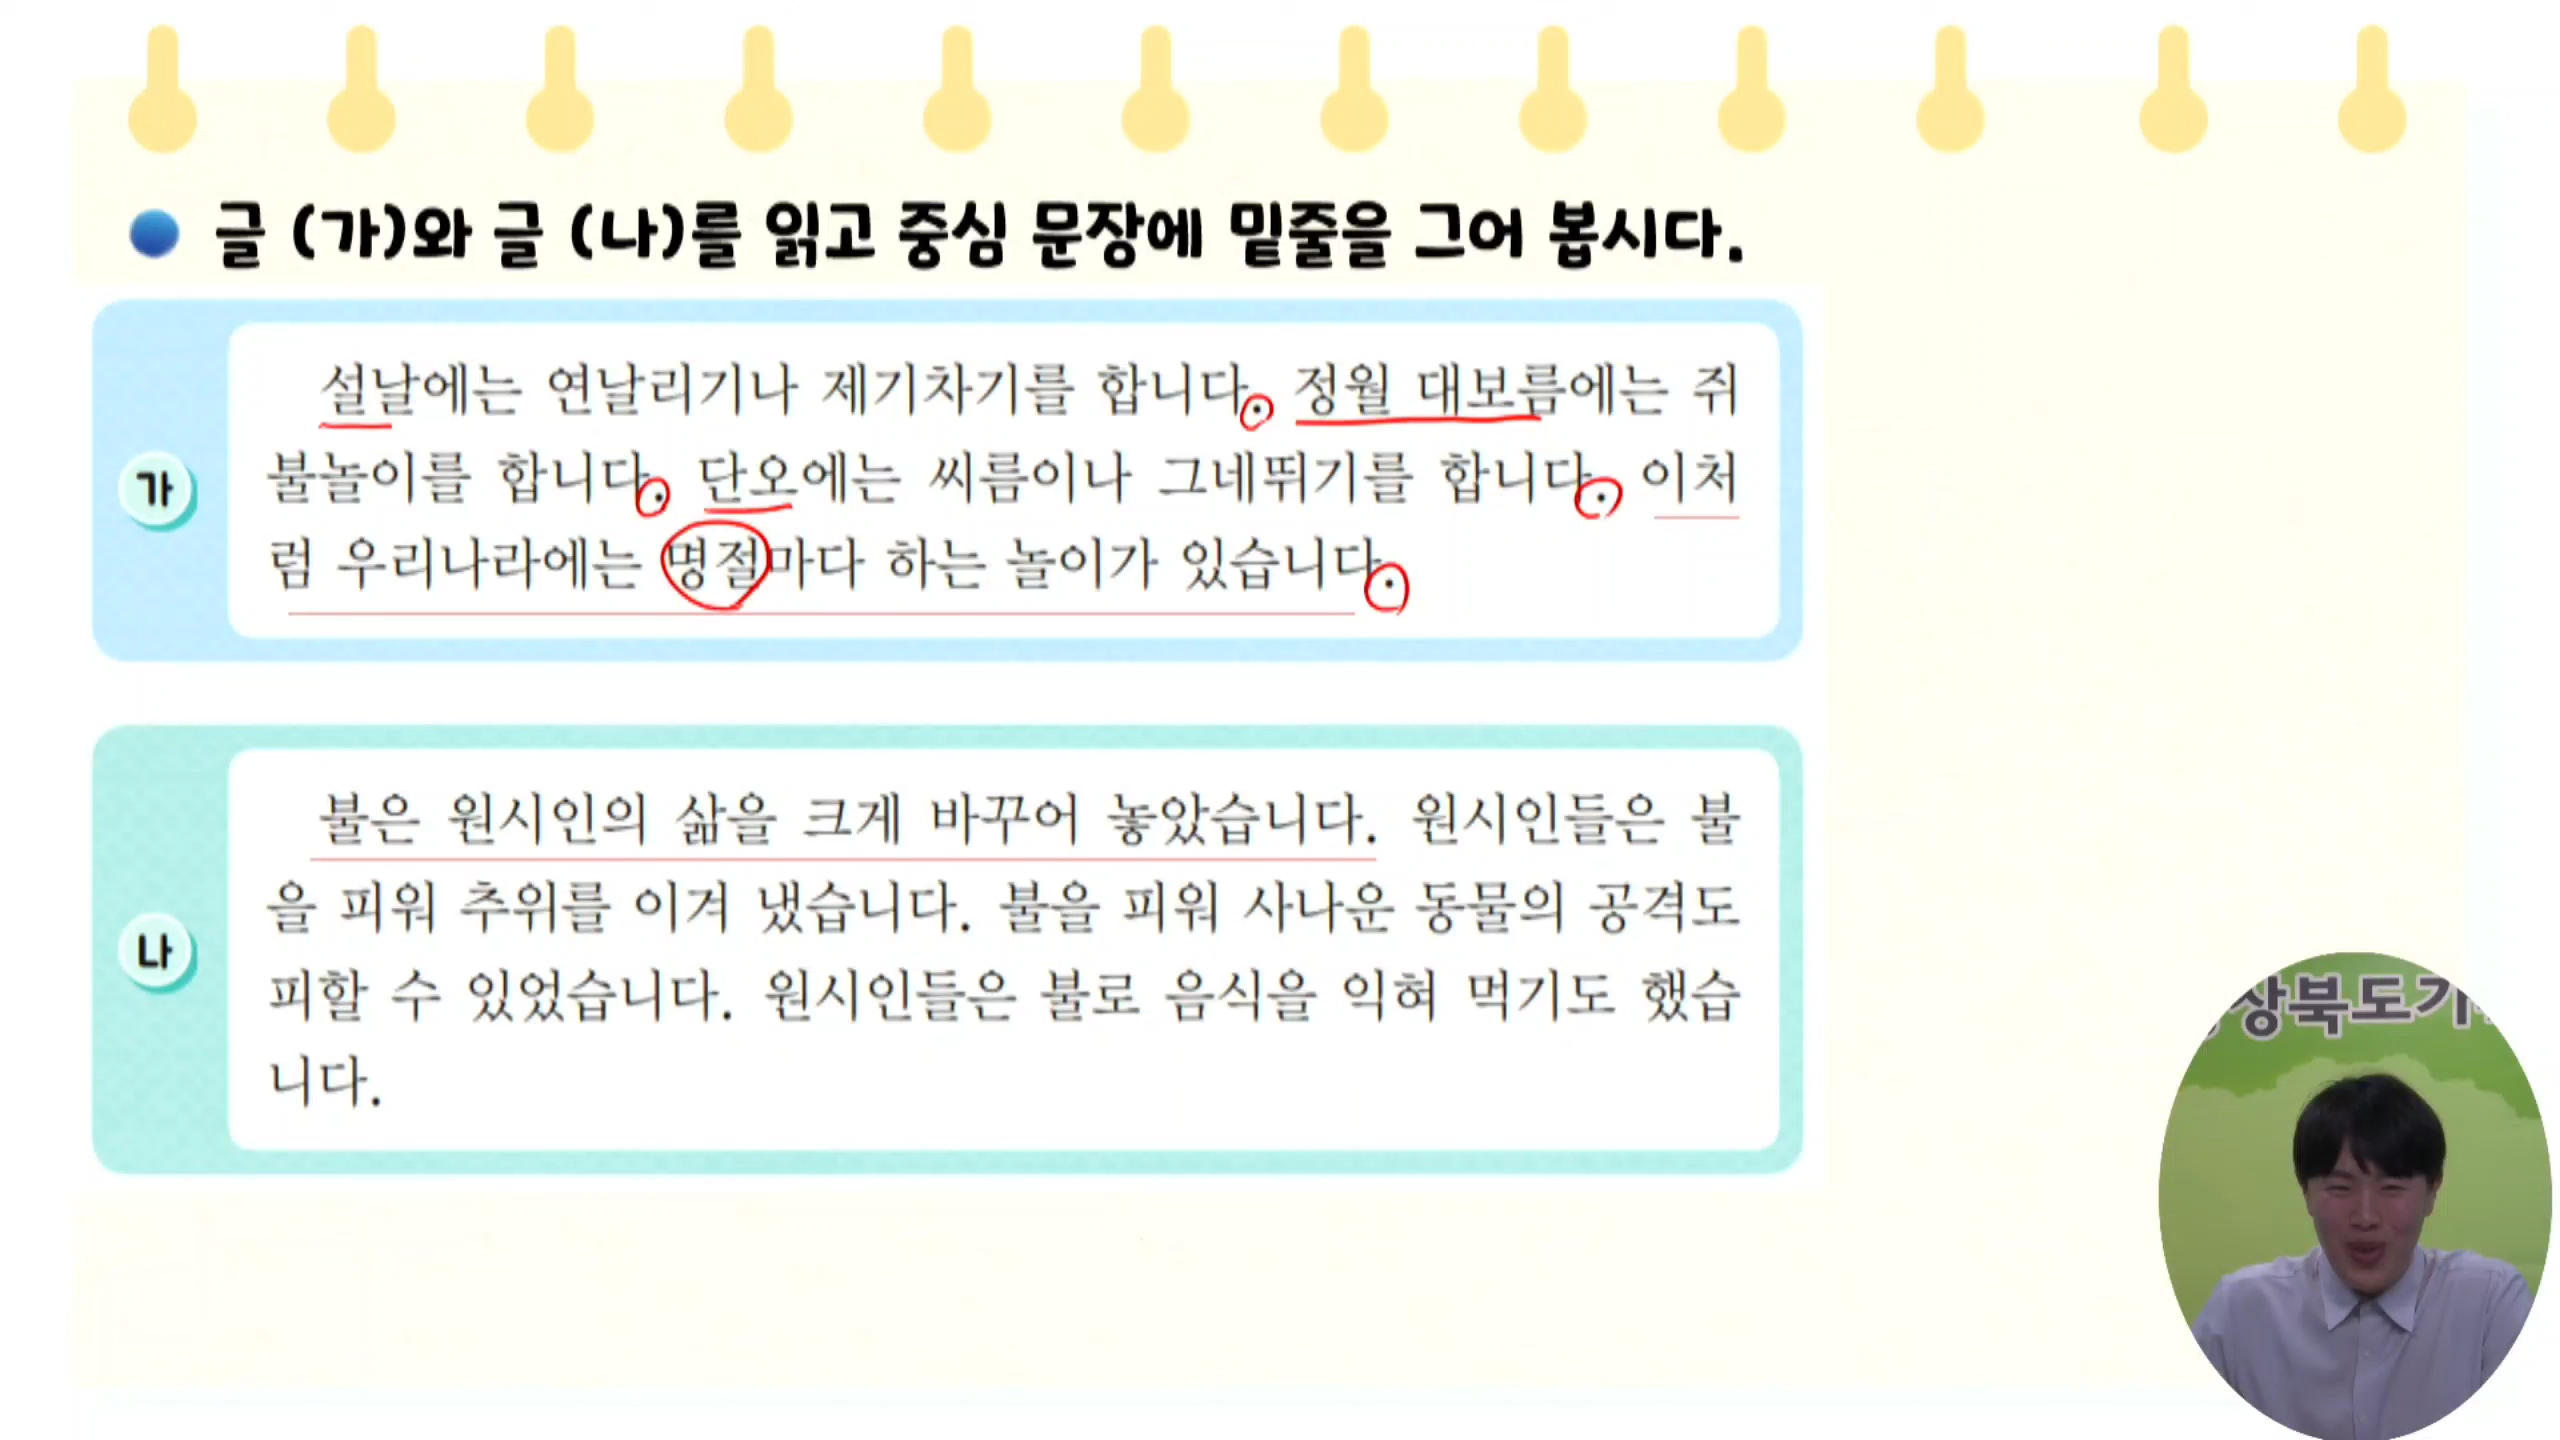 글 (가)와 글 (나)를 읽고 중심 문장에 밑줄을 그어 봅시다.
가
설날에는 연날리기나 제기차기를 합니다. 정월 대보름에는 쥐
불놀이를 합니다. 단오에는 씨름이나 그네뛰기를 합니다. 이처
럼 우리나라에는 명절마다 하는 놀이가 있습니다.
나
불은 원시인의 삶을 크게 바꾸어 놓았습니다. 원시인들은 불
을 피워 추위를 이겨 냈습니다. 불을 피워 사나운 동물의 공격도
피할 수 있었습니다. 원시인들은 불로 음식을 익혀 먹기도 했습
니다.
상북도가